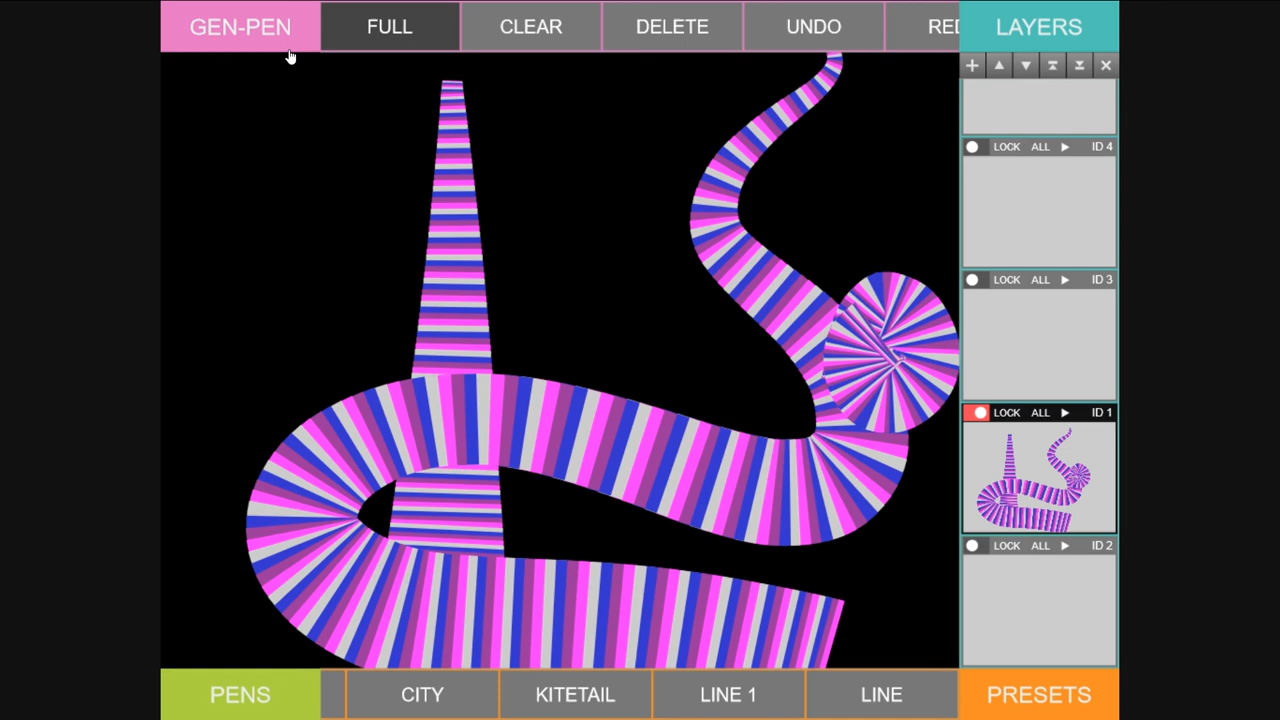 GEN-PEN FULL CLEAR DELETE UNDO RED LAYERS
LOCK ALL ID 4
LOCK ALL ID 3
LOCK ALL ID 1
LOCK ALL ID 2
PENS CITY KITETAIL LINE 1 LINE PRESETS